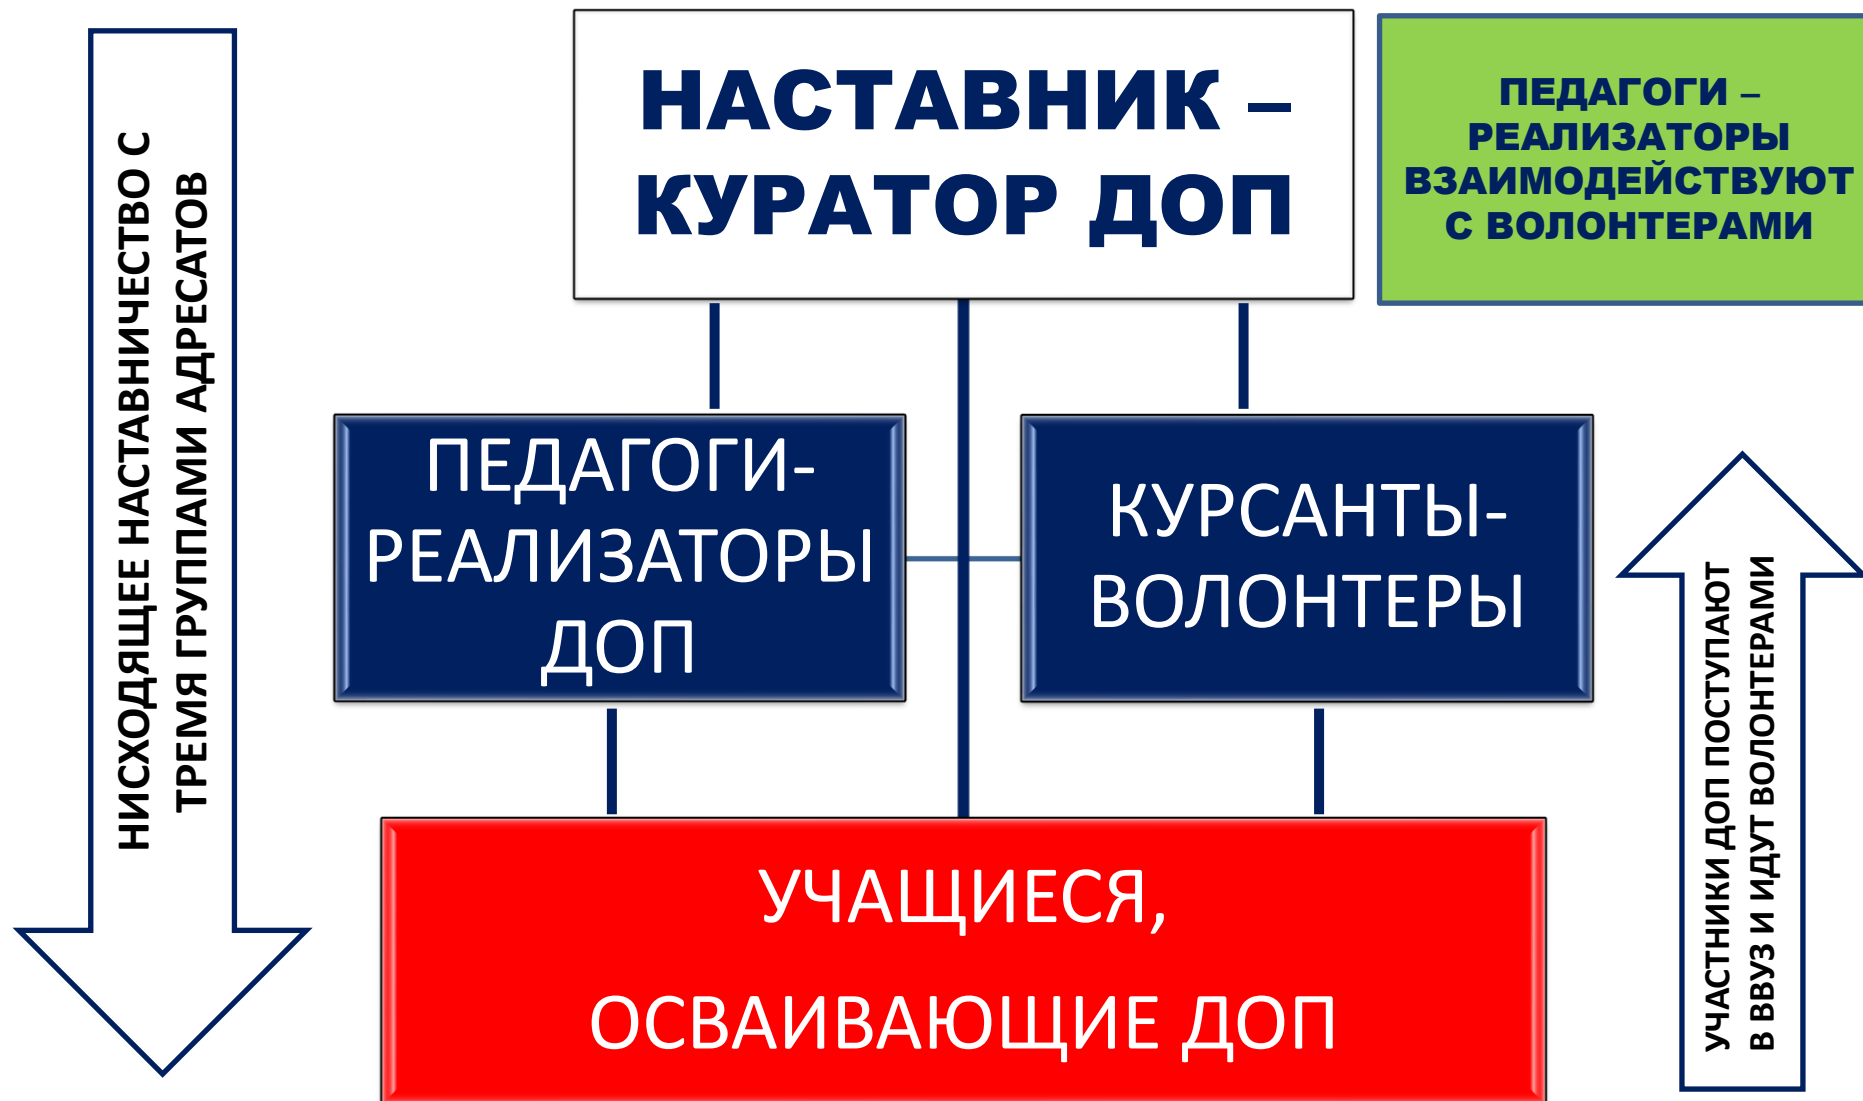 НИСХОДЯЩЕЕ НАСТАВНИЧЕСТВО С
ТРЕМЯ ГРУППАМИ АДРЕСАТОВ
НАСТАВНИК –
КУРАТОР ДОП
ПЕДАГОГИ –
РЕАЛИЗАТОРЫ
ВЗАИМОДЕЙСТВУЮТ
С ВОЛОНТЕРАМИ
ПЕДАГОГИ-
РЕАЛИЗАТОРЫ
ДОП
КУРСАНТЫ-
ВОЛОНТЕРЫ
УЧАСТНИКИ ДОП ПОСТУПАЮТ
В ВВУЗ И ИДУТ ВОЛОНТЕРАМИ
УЧАЩИЕСЯ,
ОСВАИВАЮЩИЕ ДОП